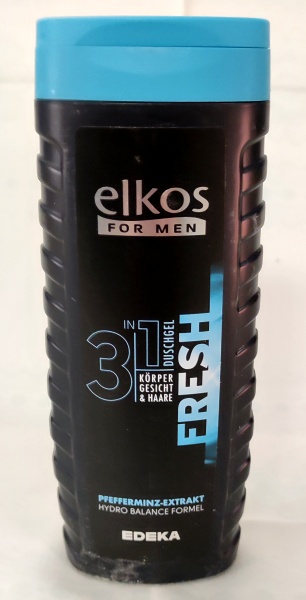 elkos
FOR MEN
3 IN 1
DUSCHGEL
KÖRPER
GESICHT
& HAARE
FRESH
PFEFFERMINZ-EXTRAKT
HYDRO BALANCE FORMEL
EDEKA